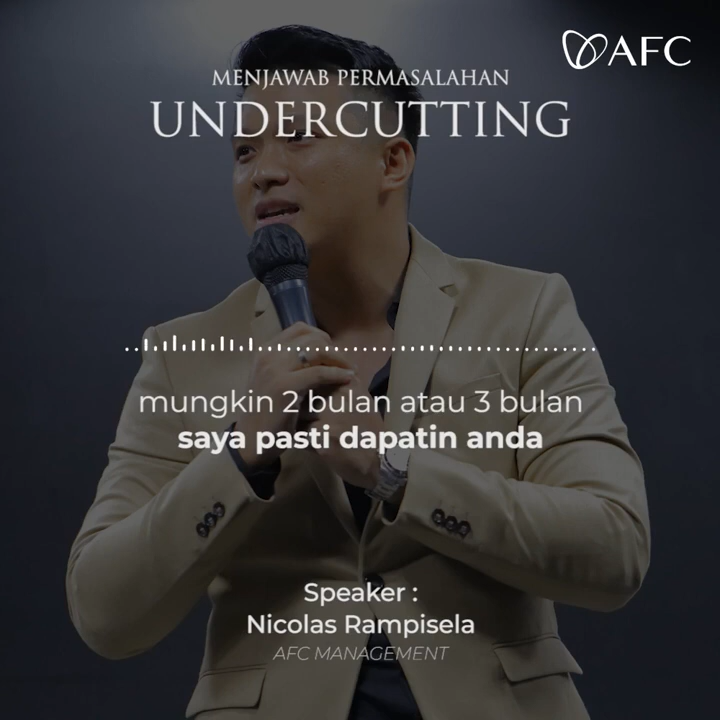 AFC
MENJAWAB PERMASALAHAN
UNDERCUTTING
mungkin 2 bulan atau 3 bulan
saya pasti dapatin anda
Speaker :
Nicolas Rampisela
AFC MANAGEMENT